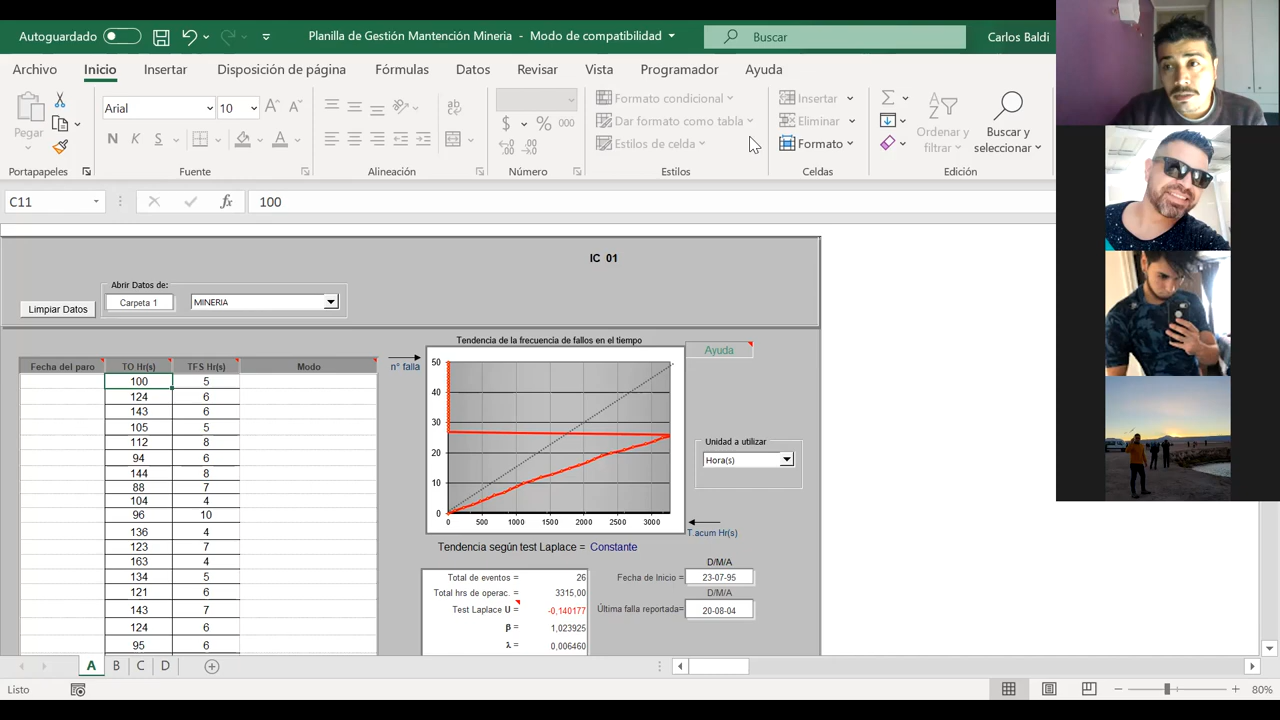 Autoguardado
Planilla de Gestión Mantención Mineria - Modo de compatibilidad
Buscar
Carlos Baldi
Archivo Inicio Insertar Disposición de página Fórmulas Datos Revisar Vista Programador Ayuda
Pegar
Arial 10
N K S
$ % 000
Formato condicional
Dar formato como tabla
Estilos de celda
Insertar
Eliminar
Formato
Ordenar y filtrar
Buscar y seleccionar
Portapapeles Fuente Alineación Número Estilos Celdas Edición
C11 fx 100
IC 01
Abrir Datos de:
Limpiar Datos Carpeta 1 MINERIA
Tendencia de la frecuencia de fallos en el tiempo
Ayuda
Fecha del paro TO Hr(s) TFS Hr(s) Modo
n° falla
100 5
124 6
143 6
105 5
112 8
94 6
144 8
88 7
104 4
96 10
136 4
123 7
163 4
134 5
121 6
143 7
124 6
95 6
50
40
30
20
10
0
0 500 1000 1500 2000 2500 3000
T.acum Hr(s)
Unidad a utilizar
Hora(s)
Tendencia según test Laplace = Constante
Total de eventos = 26
Total hrs de operac. = 3315,00
Test Laplace U = -0,140177
β = 1,023925
λ = 0,006460
D/M/A
Fecha de Inicio = 23-07-95
D/M/A
Última falla reportada= 20-08-04
A B C D
Listo
80%